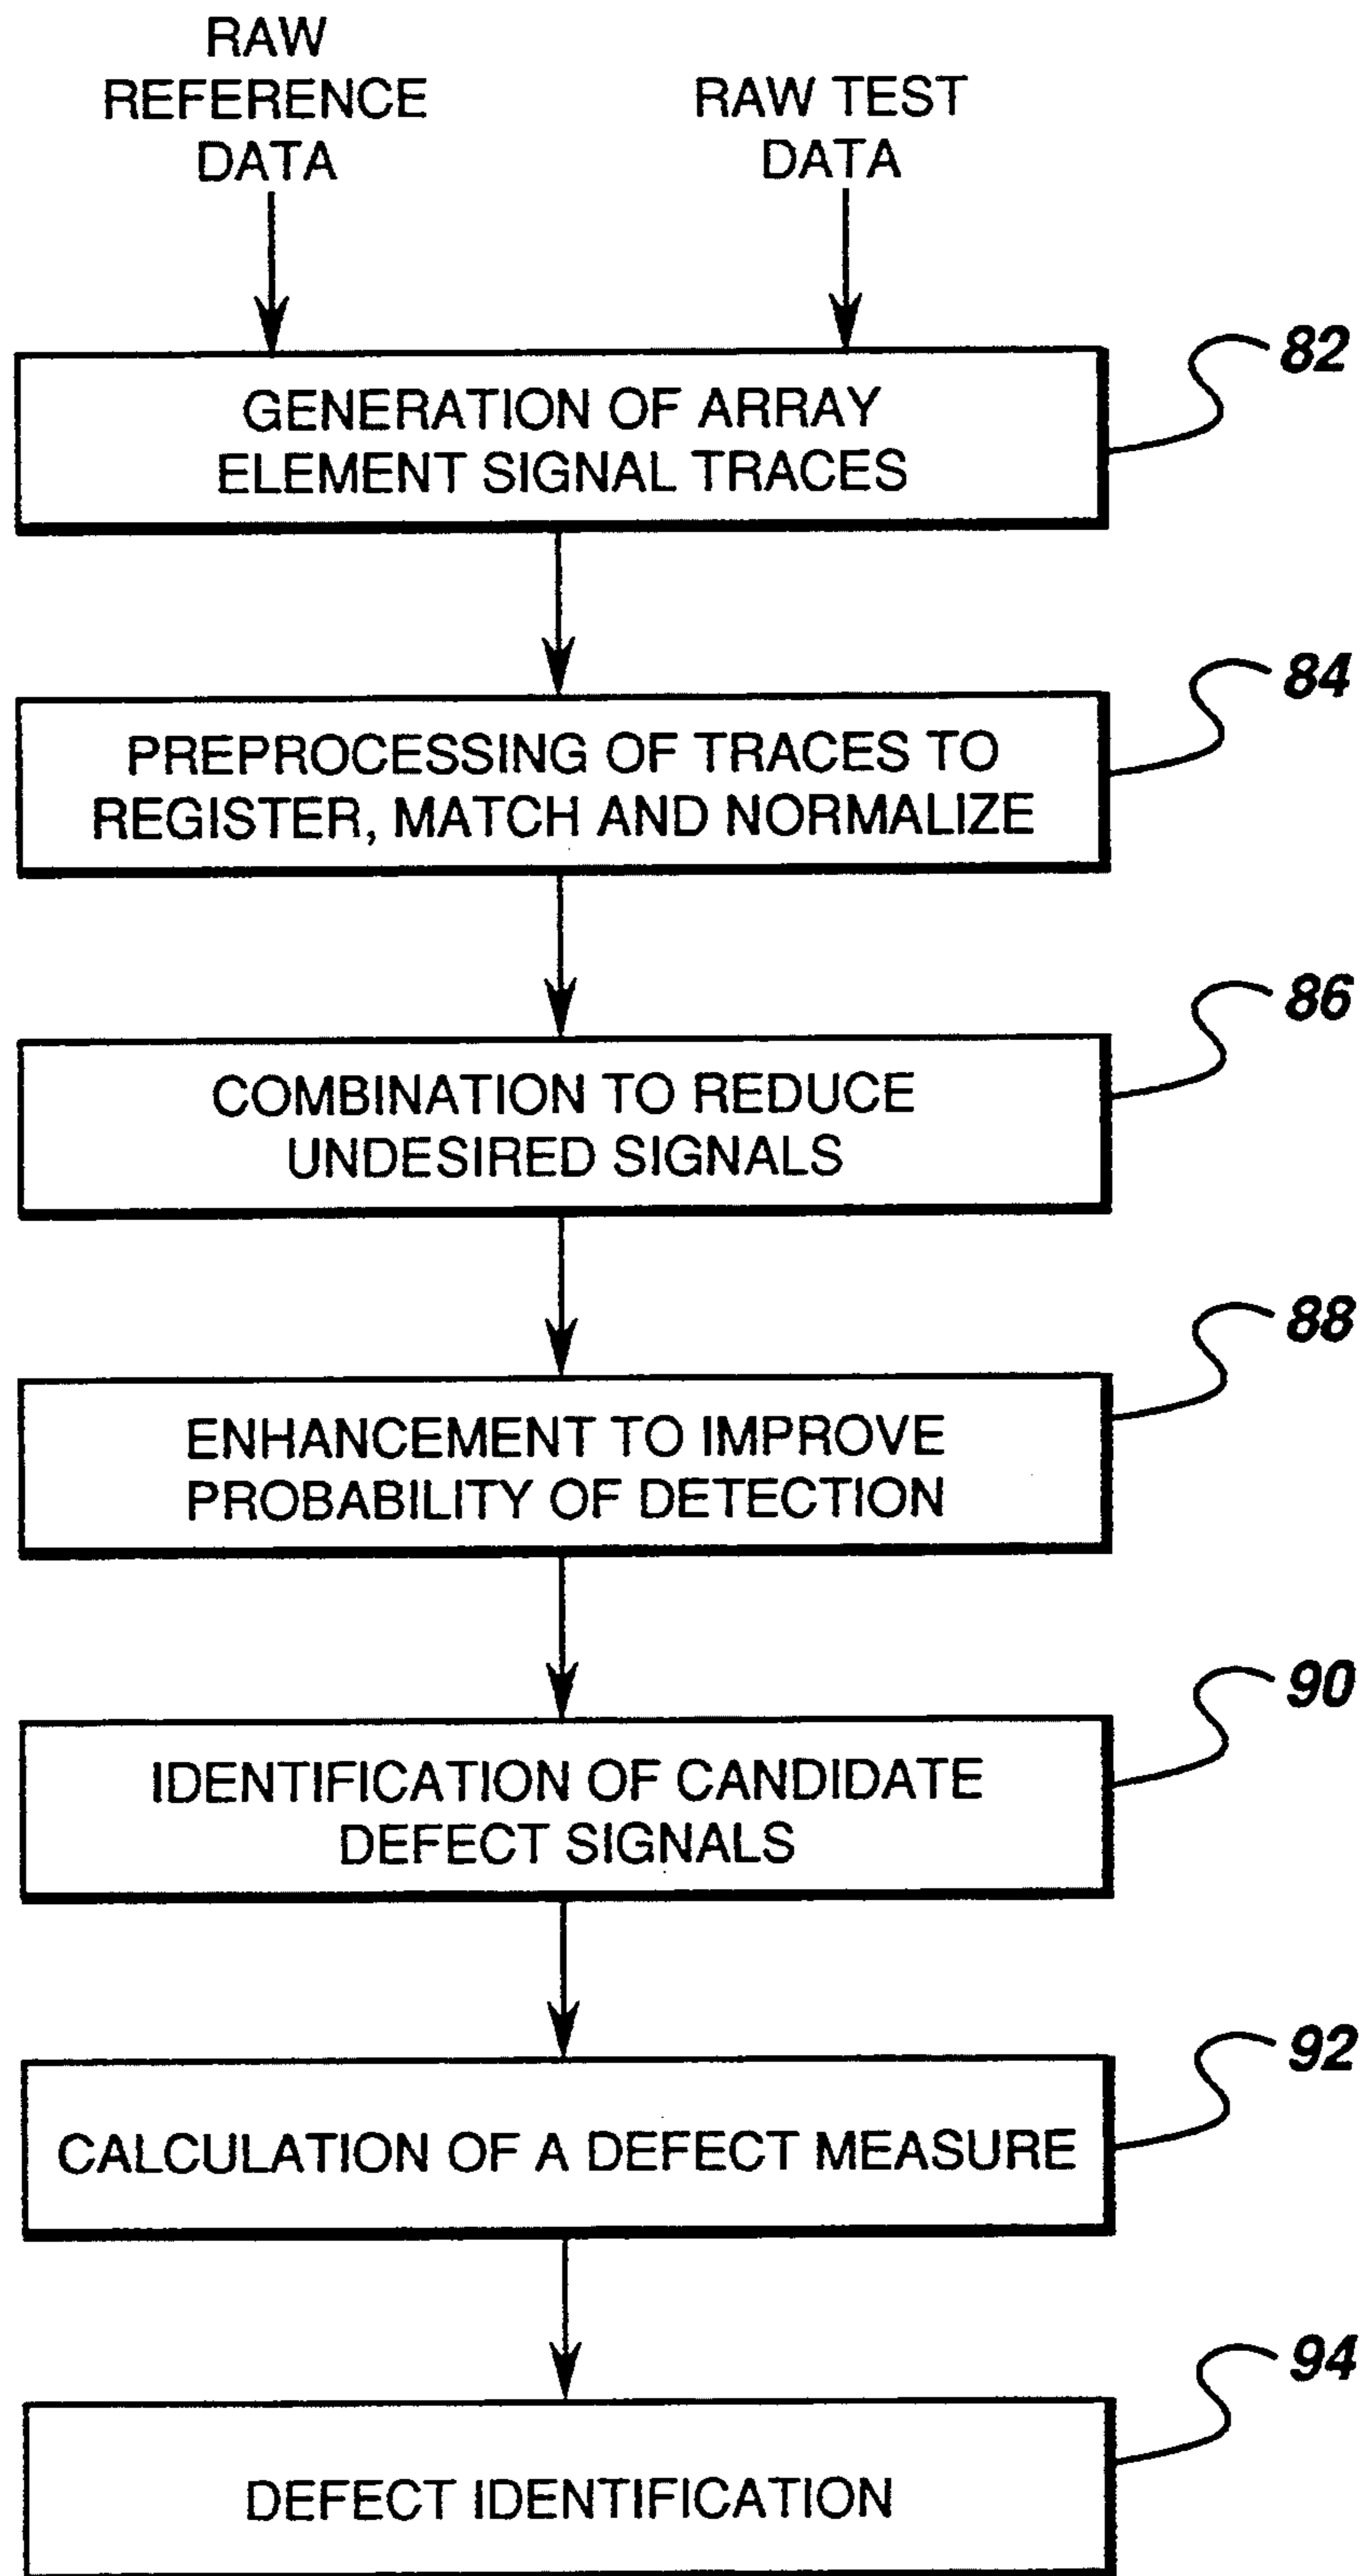 RAW
REFERENCE
DATA
RAW TEST
DATA
82
GENERATION OF ARRAY
ELEMENT SIGNAL TRACES
84
PREPROCESSING OF TRACES TO
REGISTER, MATCH AND NORMALIZE
86
COMBINATION TO REDUCE
UNDESIRED SIGNALS
88
ENHANCEMENT TO IMPROVE
PROBABILITY OF DETECTION
90
IDENTIFICATION OF CANDIDATE
DEFECT SIGNALS
92
CALCULATION OF A DEFECT MEASURE
94
DEFECT IDENTIFICATION